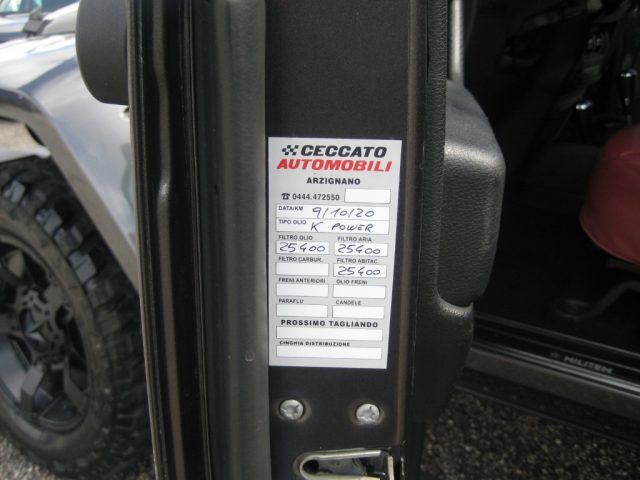 CECCATO
AUTOMOBILI
ARZIGNANO
☎ 0444.472550
DATA/KM 9/10/20
TIPO OLIO K POWER
FILTRO OLIO FILTRO ARIA
25400 25400
FILTRO CARBUR. FILTRO ABITAC.
25400
FRENI ANTERIORI OLIO FRENI
PARAFLU CANDELE
PROSSIMO TAGLIANDO
CINGHIA DISTRIBUZIONE
MILITEM